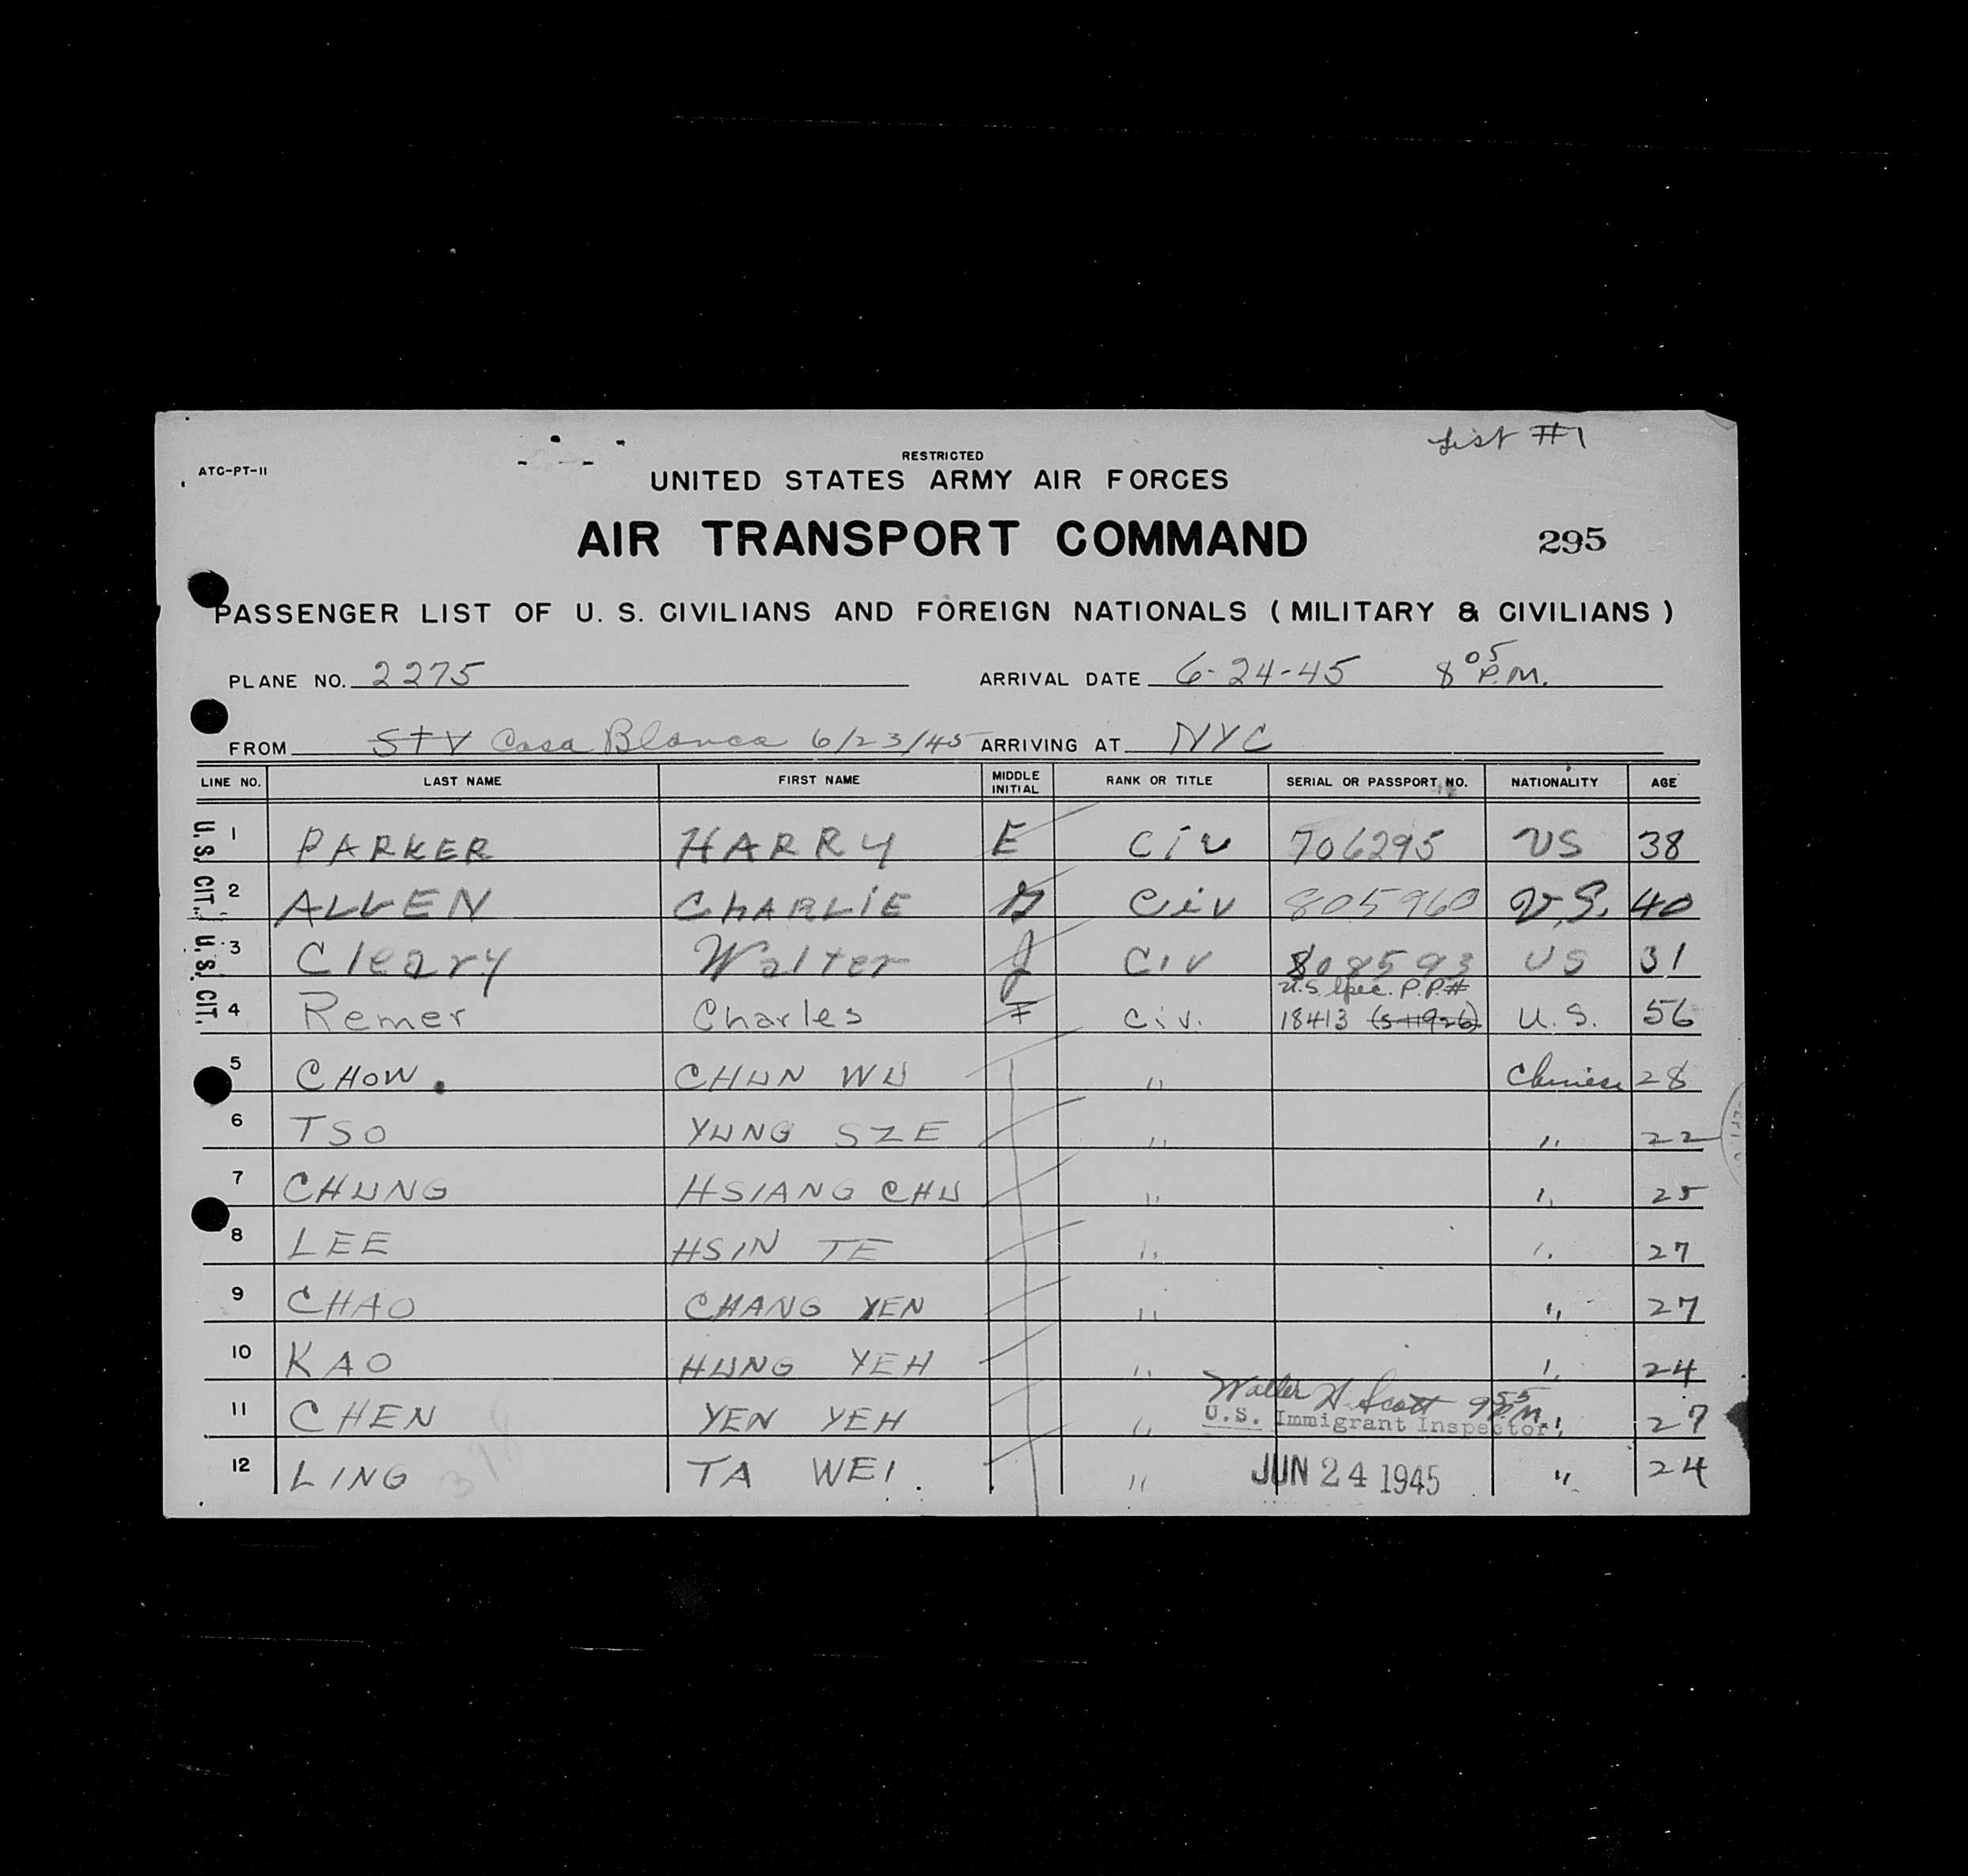 List #1
ATC-PT-11
RESTRICTED
UNITED STATES ARMY AIR FORCES
AIR TRANSPORT COMMAND
295
PASSENGER LIST OF U. S. CIVILIANS AND FOREIGN NATIONALS ( MILITARY & CIVILIANS )
PLANE NO. 2275 ARRIVAL DATE 6-24-45 8 05 P.M.
FROM STV Casa Blanca 6/23/45 ARRIVING AT NYC
LINE NO. LAST NAME FIRST NAME MIDDLE INITIAL RANK OR TITLE SERIAL OR PASSPORT NO. NATIONALITY AGE
U.S. CIT. U.S. CIT.
1 PARKER HARRY E Civ 706295 US 38
2 ALLEN CHARLIE Civ 805960 U.S. 40
3 Cleary Walter J Civ 808593 US 31
U.S. Spec. P.P.#
4 Remer Charles F Civ. 18413 (S-11926) U.S. 56
5 CHOW. CHUN WU " Chinese 28
6 TSO YUNG SZE " " 22
7 CHUNG HSIANG CHU " " 25
8 LEE HSIN TE " " 27
9 CHAO CHANG YEN " " 27
10 KAO HUNG YEH " " 24
Walter H. Scott 9 55 P.M.
11 CHEN YEN YEH " " 27
U.S. Immigrant Inspector
12 LING TA WEI. " " 24
JUN 24 1945